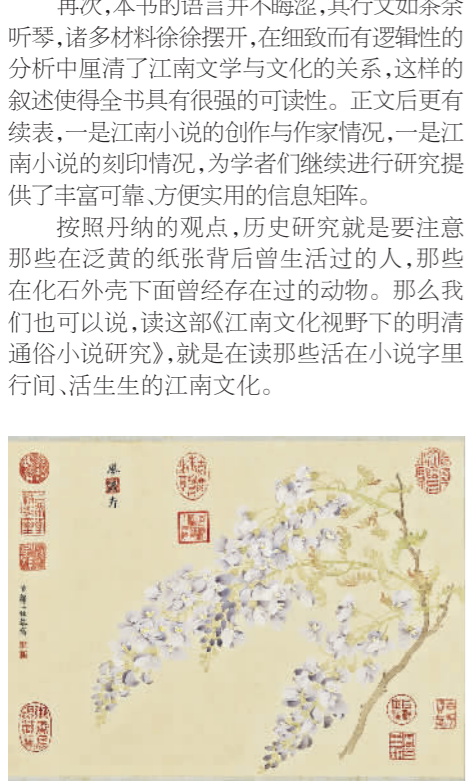 再次,本书的语言并不晦涩,其行文如茶余
听琴,诸多材料徐徐摆开,在细致而有逻辑性的
分析中厘清了江南文学与文化的关系,这样的
叙述使得全书具有很强的可读性。正文后更有
续表,一是江南小说的创作与作家情况,一是江
南小说的刻印情况,为学者们继续进行研究提
供了丰富可靠、方便实用的信息矩阵。
按照丹纳的观点,历史研究就是要注意
那些在泛黄的纸张背后曾生活过的人,那些
在化石外壳下面曾经存在过的动物。那么我
们也可以说,读这部《江南文化视野下的明清
通俗小说研究》,就是在读那些活在小说字里
行间、活生生的江南文化。